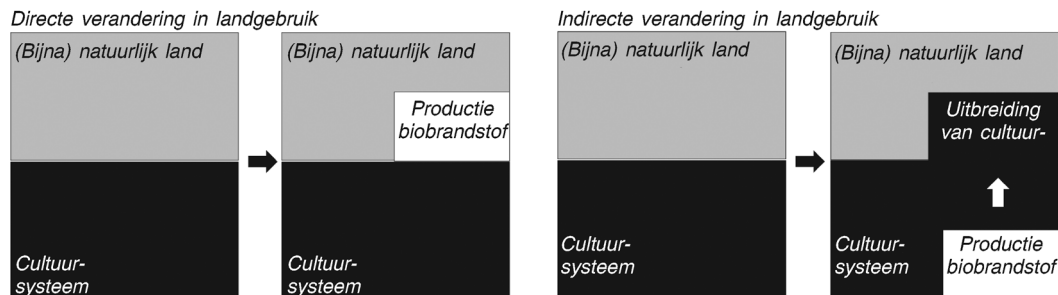 Directe verandering in landgebruik
(Bijna) natuurlijk land
Cultuur-
systeem
(Bijna) natuurlijk land
Productie
biobrandstof
Cultuur-
systeem
Indirecte verandering in landgebruik
(Bijna) natuurlijk land
Cultuur-
systeem
(Bijna) natuurlijk land
Uitbreiding
van cultuur-
Cultuur-
systeem
Productie
biobrandstof